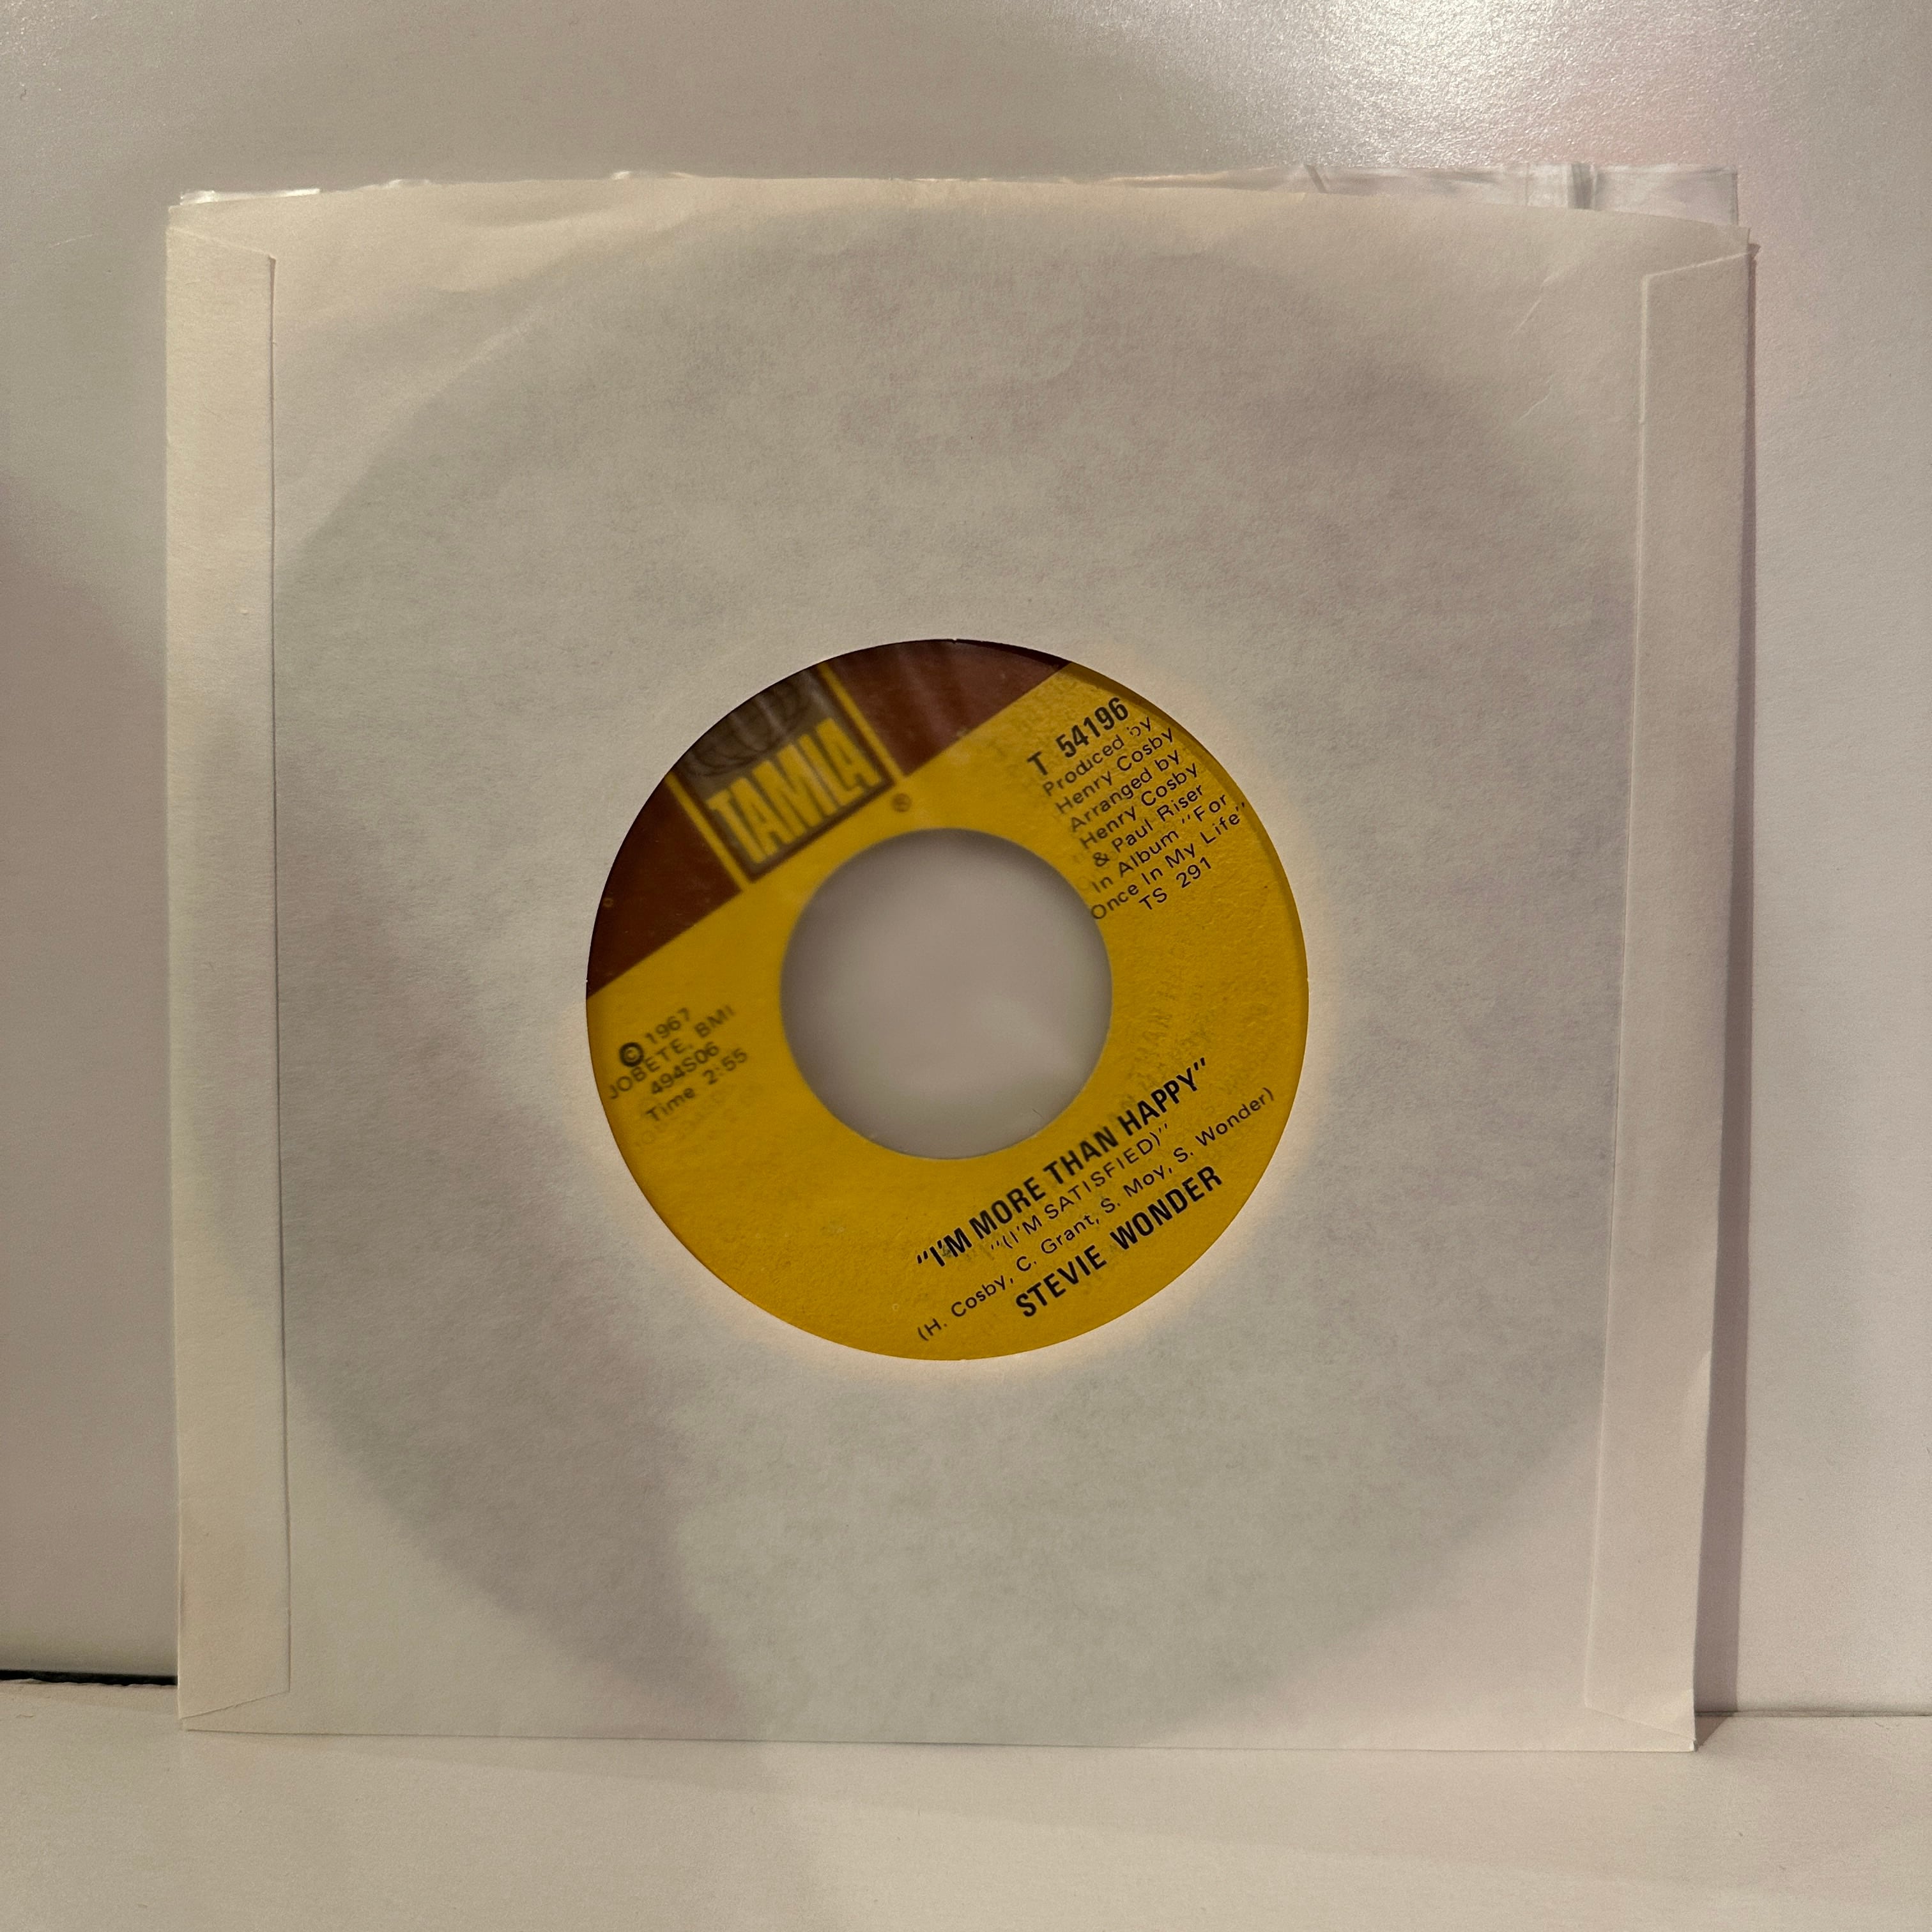 TAMLA
®
T 54196
Produced by
Henry Cosby
Arranged by
Henry Cosby
& Paul Riser
In Album "For
Once In My Life"
TS 291
© 1967
JOBETE, BMI
494S06
Time 2:55
"I'M MORE THAN HAPPY"
"(I'M SATISFIED)"
(H. Cosby, C. Grant, S. Moy, S. Wonder)
STEVIE WONDER